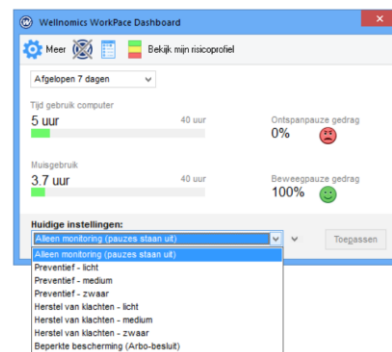 Wellnomics WorkPace Dashboard
Meer
Bekijk mijn risicoprofiel
Afgelopen 7 dagen
Tijd gebruik computer
5 uur 40 uur
Ontspanpauze gedrag
0%
Muisgebruik
3.7 uur 40 uur
Beweegpauze gedrag
100%
Huidige instellingen:
Alleen monitoring (pauzes staan uit)
Toegassen
Alleen monitoring (pauzes staan uit)
Preventief - licht
Preventief - medium
Preventief - zwaar
Herstel van klachten - licht
Herstel van klachten - medium
Herstel van klachten - zwaar
Beperkte bescherming (Arbo-besluit)